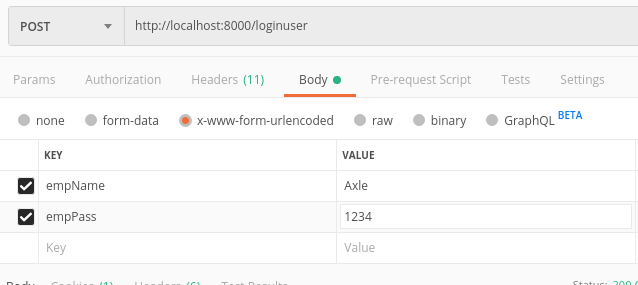 POST http://localhost:8000/loginuser
Params Authorization Headers (11) Body Pre-request Script Tests Settings
none form-data x-www-form-urlencoded raw binary GraphQL BETA
KEY VALUE
empName Axle
empPass 1234
Key Value
Body Cookies (1) Headers (6) Test Results Status: 200